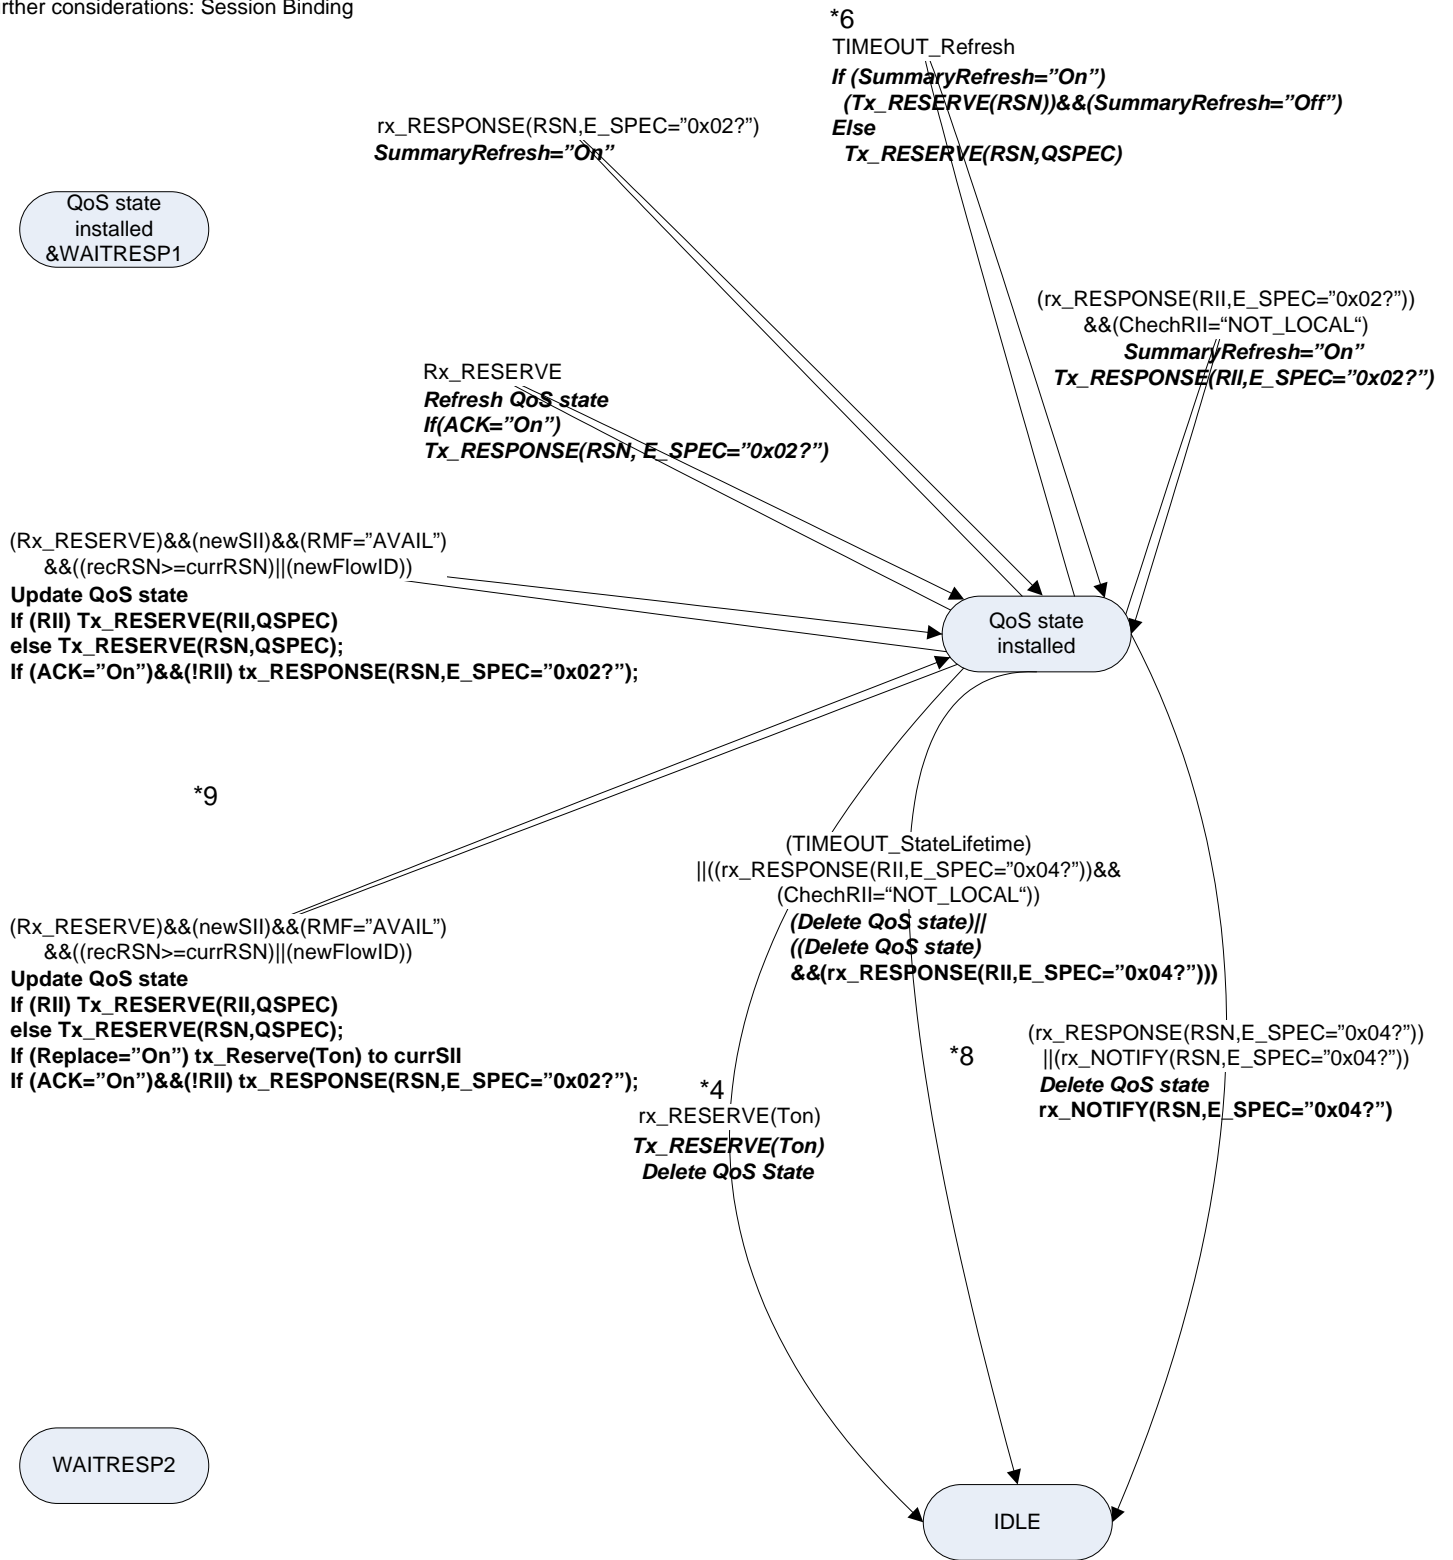 rther considerations: Session Binding
*6
TIMEOUT_Refresh
If (SummaryRefresh="On")
(Tx_RESERVE(RSN))&&(SummaryRefresh="Off")
Else
Tx_RESERVE(RSN,QSPEC)
rx_RESPONSE(RSN,E_SPEC="0x02?")
SummaryRefresh="On"
QoS state
installed
&WAITRESP1
(rx_RESPONSE(RII,E_SPEC="0x02?"))
&&(ChechRII="NOT_LOCAL")
SummaryRefresh="On"
Tx_RESPONSE(RII,E_SPEC="0x02?")
Rx_RESERVE
Refresh QoS state
If(ACK="On")
Tx_RESPONSE(RSN, E_SPEC="0x02?")
(Rx_RESERVE)&&(newSII)&&(RMF="AVAIL")
&&((recRSN>=currRSN)||(newFlowID))
Update QoS state
If (RII) Tx_RESERVE(RII,QSPEC)
else Tx_RESERVE(RSN,QSPEC);
If (ACK="On")&&(!RII) tx_RESPONSE(RSN,E_SPEC="0x02?");
QoS state
installed
*9
(Rx_RESERVE)&&(newSII)&&(RMF="AVAIL")
&&((recRSN>=currRSN)||(newFlowID))
Update QoS state
If (RII) Tx_RESERVE(RII,QSPEC)
else Tx_RESERVE(RSN,QSPEC);
If (Replace="On") tx_Reserve(Ton) to currSII
If (ACK="On")&&(!RII) tx_RESPONSE(RSN,E_SPEC="0x02?");
(TIMEOUT_StateLifetime)
||((rx_RESPONSE(RII,E_SPEC="0x04?"))&&
(ChechRII="NOT_LOCAL"))
(Delete QoS state)||
((Delete QoS state)
&&(rx_RESPONSE(RII,E_SPEC="0x04?")))
*8
(rx_RESPONSE(RSN,E_SPEC="0x04?"))
||(rx_NOTIFY(RSN,E_SPEC="0x04?"))
Delete QoS state
rx_NOTIFY(RSN,E_SPEC="0x04?")
*4
rx_RESERVE(Ton)
Tx_RESERVE(Ton)
Delete QoS State
WAITRESP2
IDLE